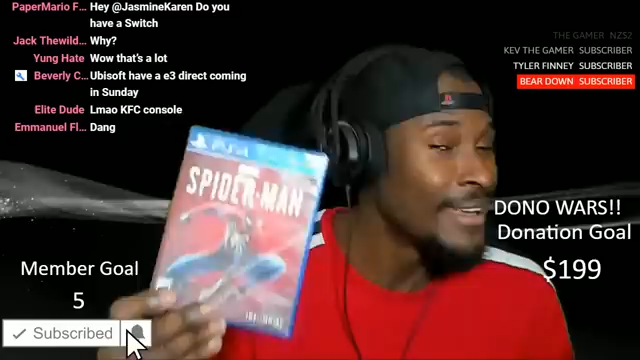 PaperMario F... Hey @JasmineKaren Do you
have a Switch
Jack Thewild... Why?
Yung Hate Wow that's a lot
Beverly C... Ubisoft have a e3 direct coming
in Sunday
Elite Dude Lmao KFC console
Emmanuel Fl... Dang
THE GAMER NZS2
KEV THE GAMER SUBSCRIBER
TYLER FINNEY SUBSCRIBER
BEAR DOWN SUBSCRIBER
PS4
SPIDER-MAN
DONO WARS!!
Donation Goal
$199
Member Goal
5
Subscribed